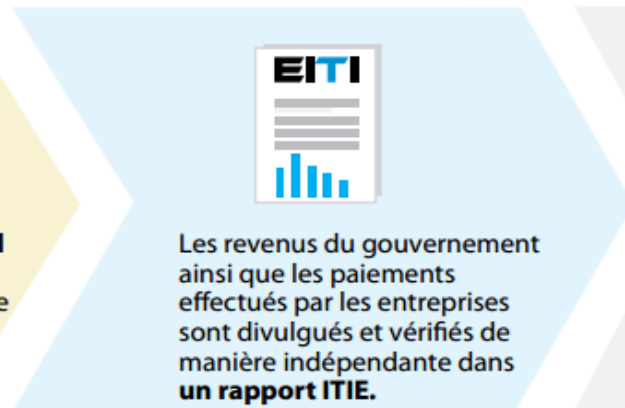 EITI
Les revenus du gouvernement
ainsi que les paiements
effectués par les entreprises
sont divulgués et vérifiés de
manière indépendante dans
un rapport ITIE.